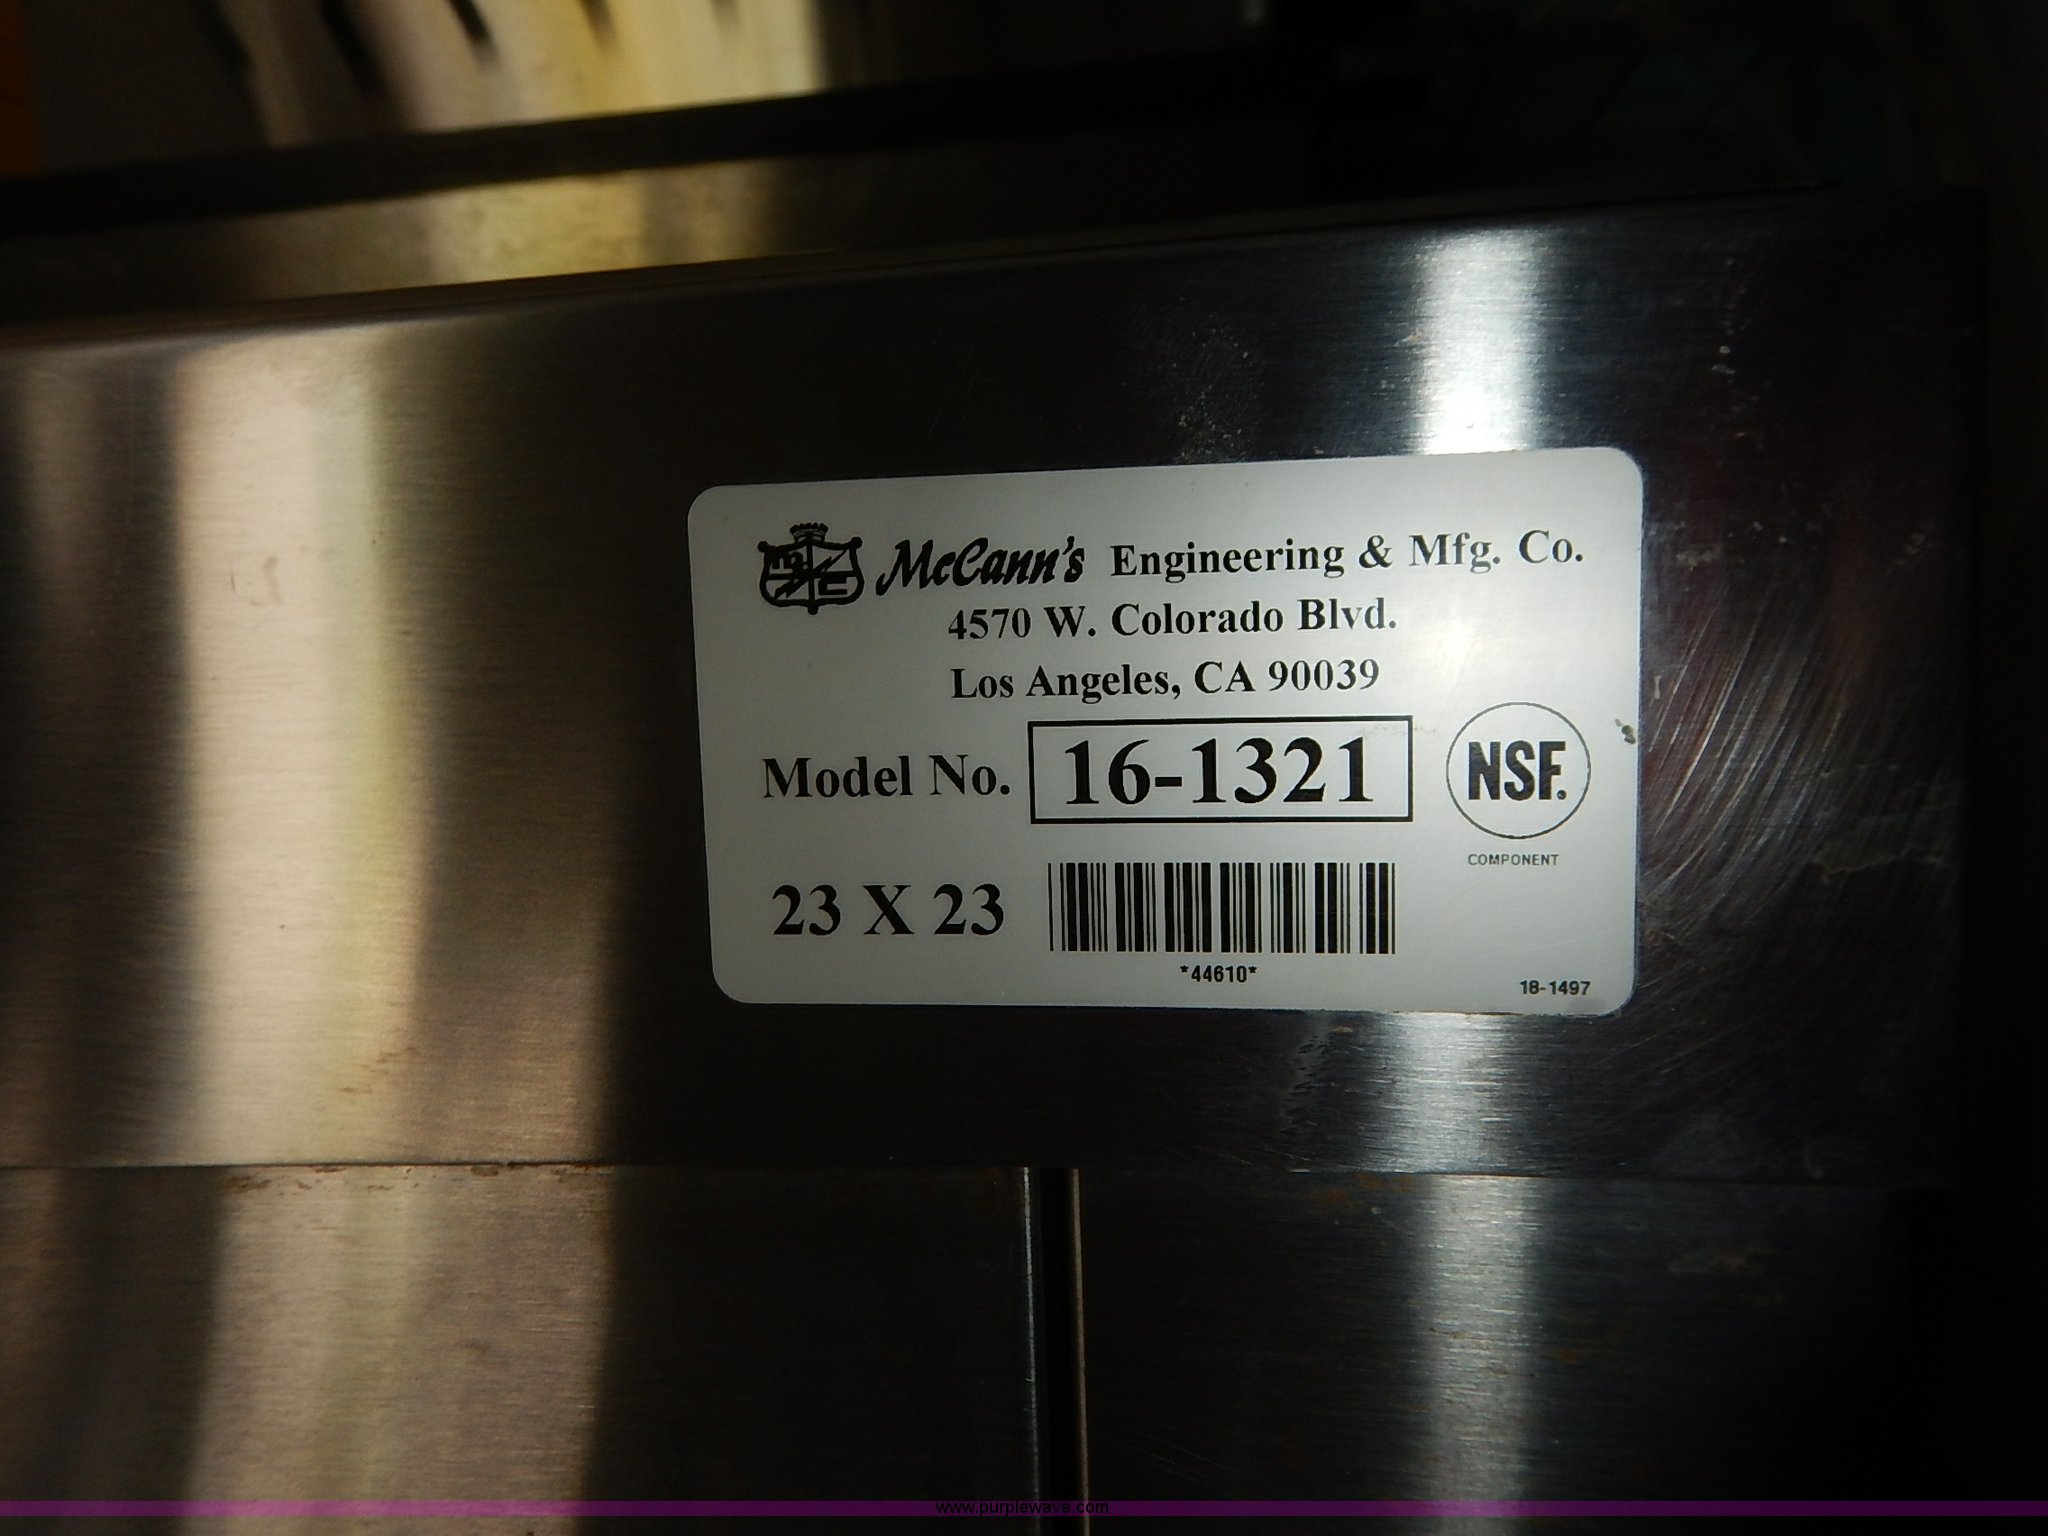 McCann's Engineering & Mfg. Co.
4570 W. Colorado Blvd.
Los Angeles, CA 90039
Model No. 16-1321
NSF.
COMPONENT
23 X 23
*44610*
18-1497
www.purplewave.com